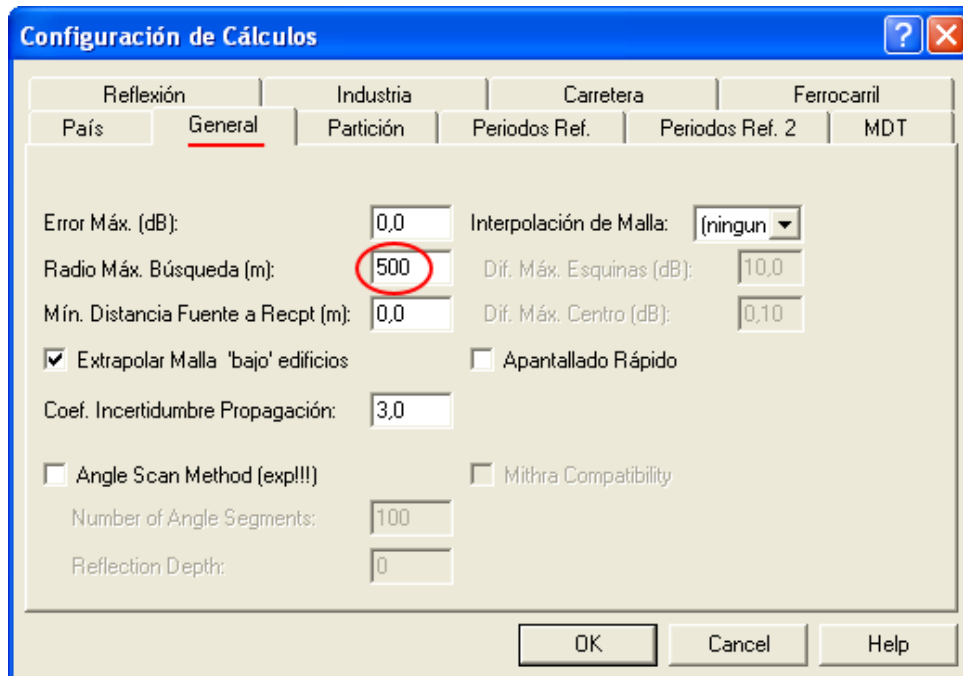 Configuración de Cálculos
Reflexión Industria Carretera Ferrocarril
País General Partición Periodos Ref. Periodos Ref. 2 MDT
Error Máx. (dB): 0,0 Interpolación de Malla: (ningun
Radio Máx. Búsqueda (m): 500 Dif. Máx. Esquinas (dB): 10,0
Mín. Distancia Fuente a Recpt (m): 0,0 Dif. Máx. Centro (dB): 0,10
Extrapolar Malla 'bajo' edificios Apantallado Rápido
Coef. Incertidumbre Propagación: 3,0
Angle Scan Method (exp!!!) Mithra Compatibility
Number of Angle Segments: 100
Reflection Depth: 0
OK Cancel Help